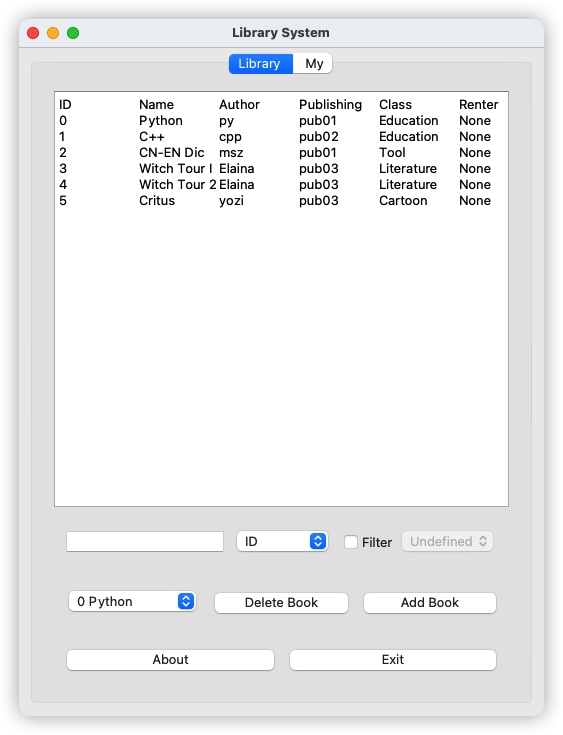 Library System
Library My
ID Name Author Publishing Class Renter
0 Python py pub01 Education None
1 C++ cpp pub02 Education None
2 CN-EN Dic msz pub01 Tool None
3 Witch Tour I Elaina pub03 Literature None
4 Witch Tour 2 Elaina pub03 Literature None
5 Critus yozi pub03 Cartoon None
ID Filter Undefined
0 Python Delete Book Add Book
About Exit